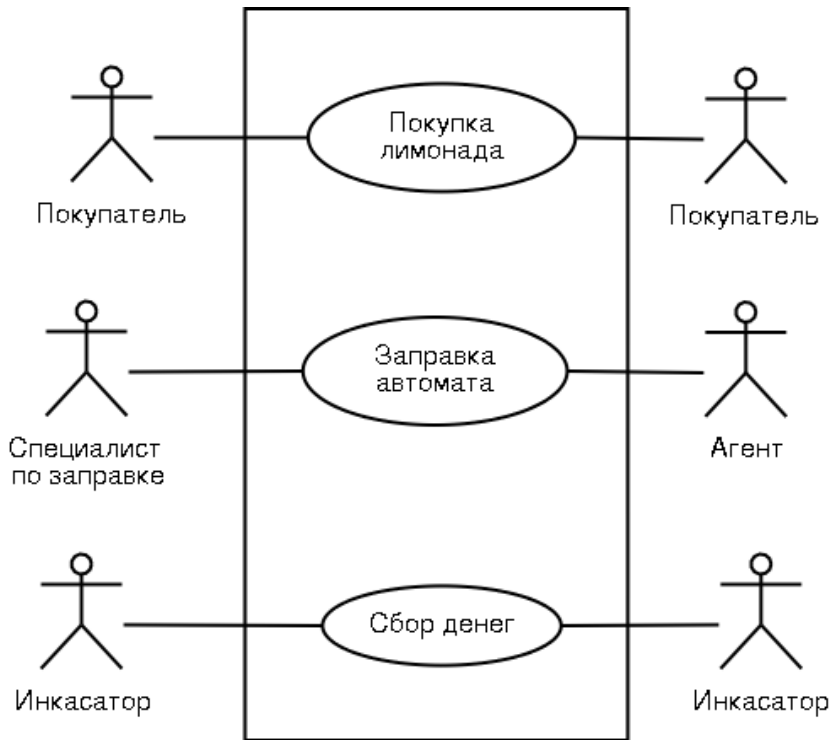 Покупка
лимонада
Покупатель
Покупатель
Заправка
автомата
Специалист
по заправке
Агент
Сбор денег
Инкасатор
Инкасатор